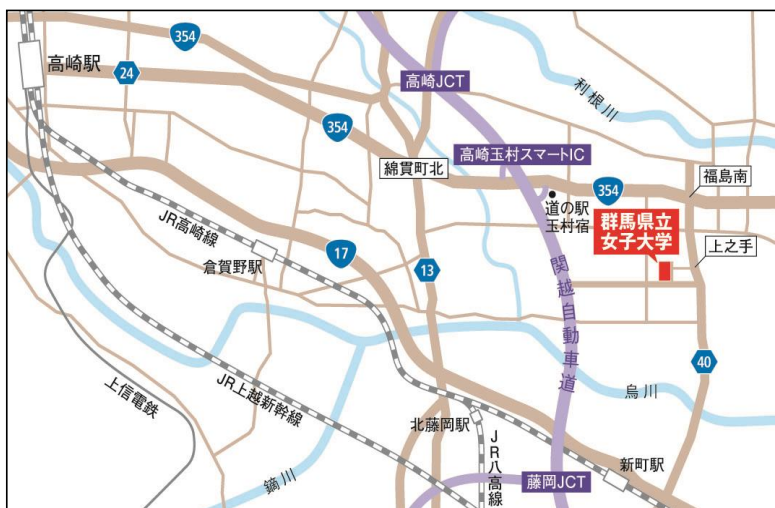 354
高崎駅
24
高崎JCT
利根川
354
高崎玉村スマートIC
綿貫町北
354
福島南
道の駅
玉村宿
群馬県立
女子大学
上之手
JR高崎線
17
倉賀野駅
13
関越自動車道
40
上信電鉄
JR上越新幹線
烏川
北藤岡駅
JR八高線
新町駅
鏑川
藤岡JCT